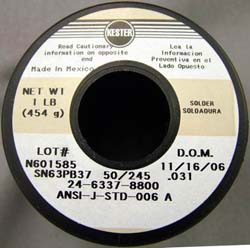 KESTER
Read Cautionary
information on opposite
end
Made In Mexico
Lea la
Informacion
Preventiva en el
Lado Opuesto
NET WT
1 LB
(454 g)
SOLDER
SOLDADURA
LOT#
D.O.M.
N601585
11/16/06
SN63PB37 50/245 .031
24-6337-8800
ANSI-J-STD-006 A